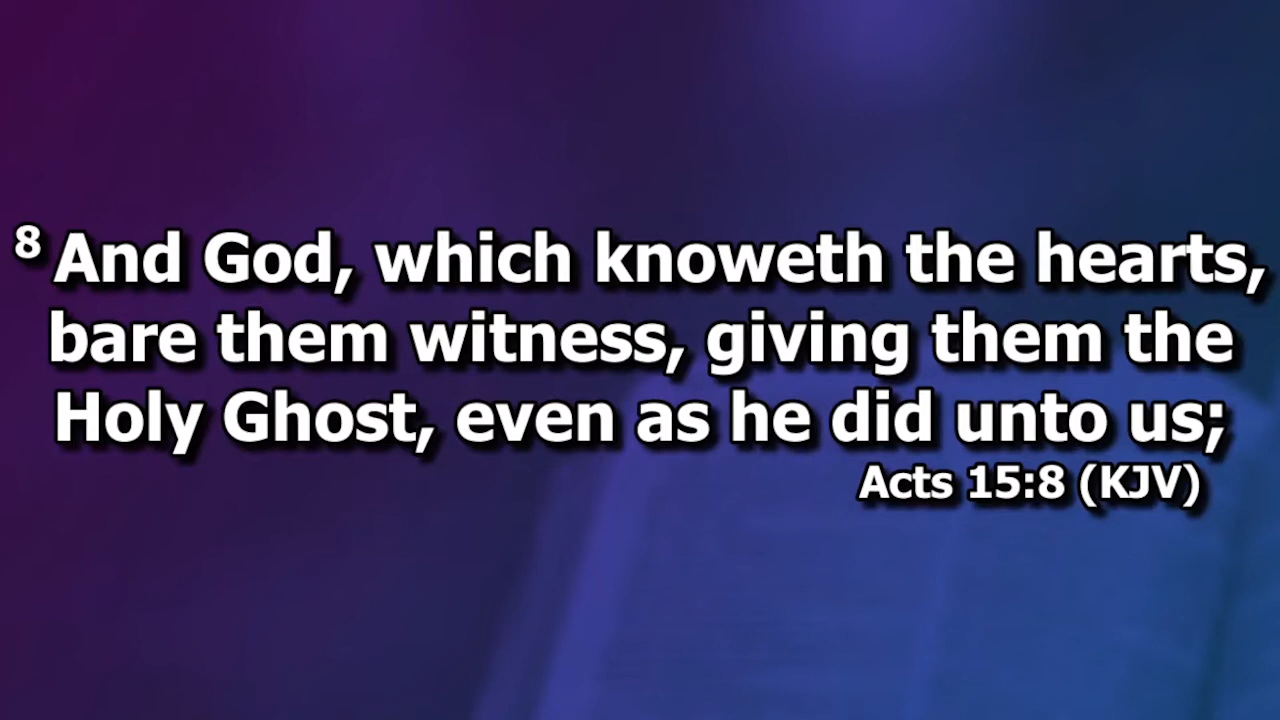 8 And God, which knoweth the hearts,
bare them witness, giving them the
Holy Ghost, even as he did unto us;
Acts 15:8 (KJV)